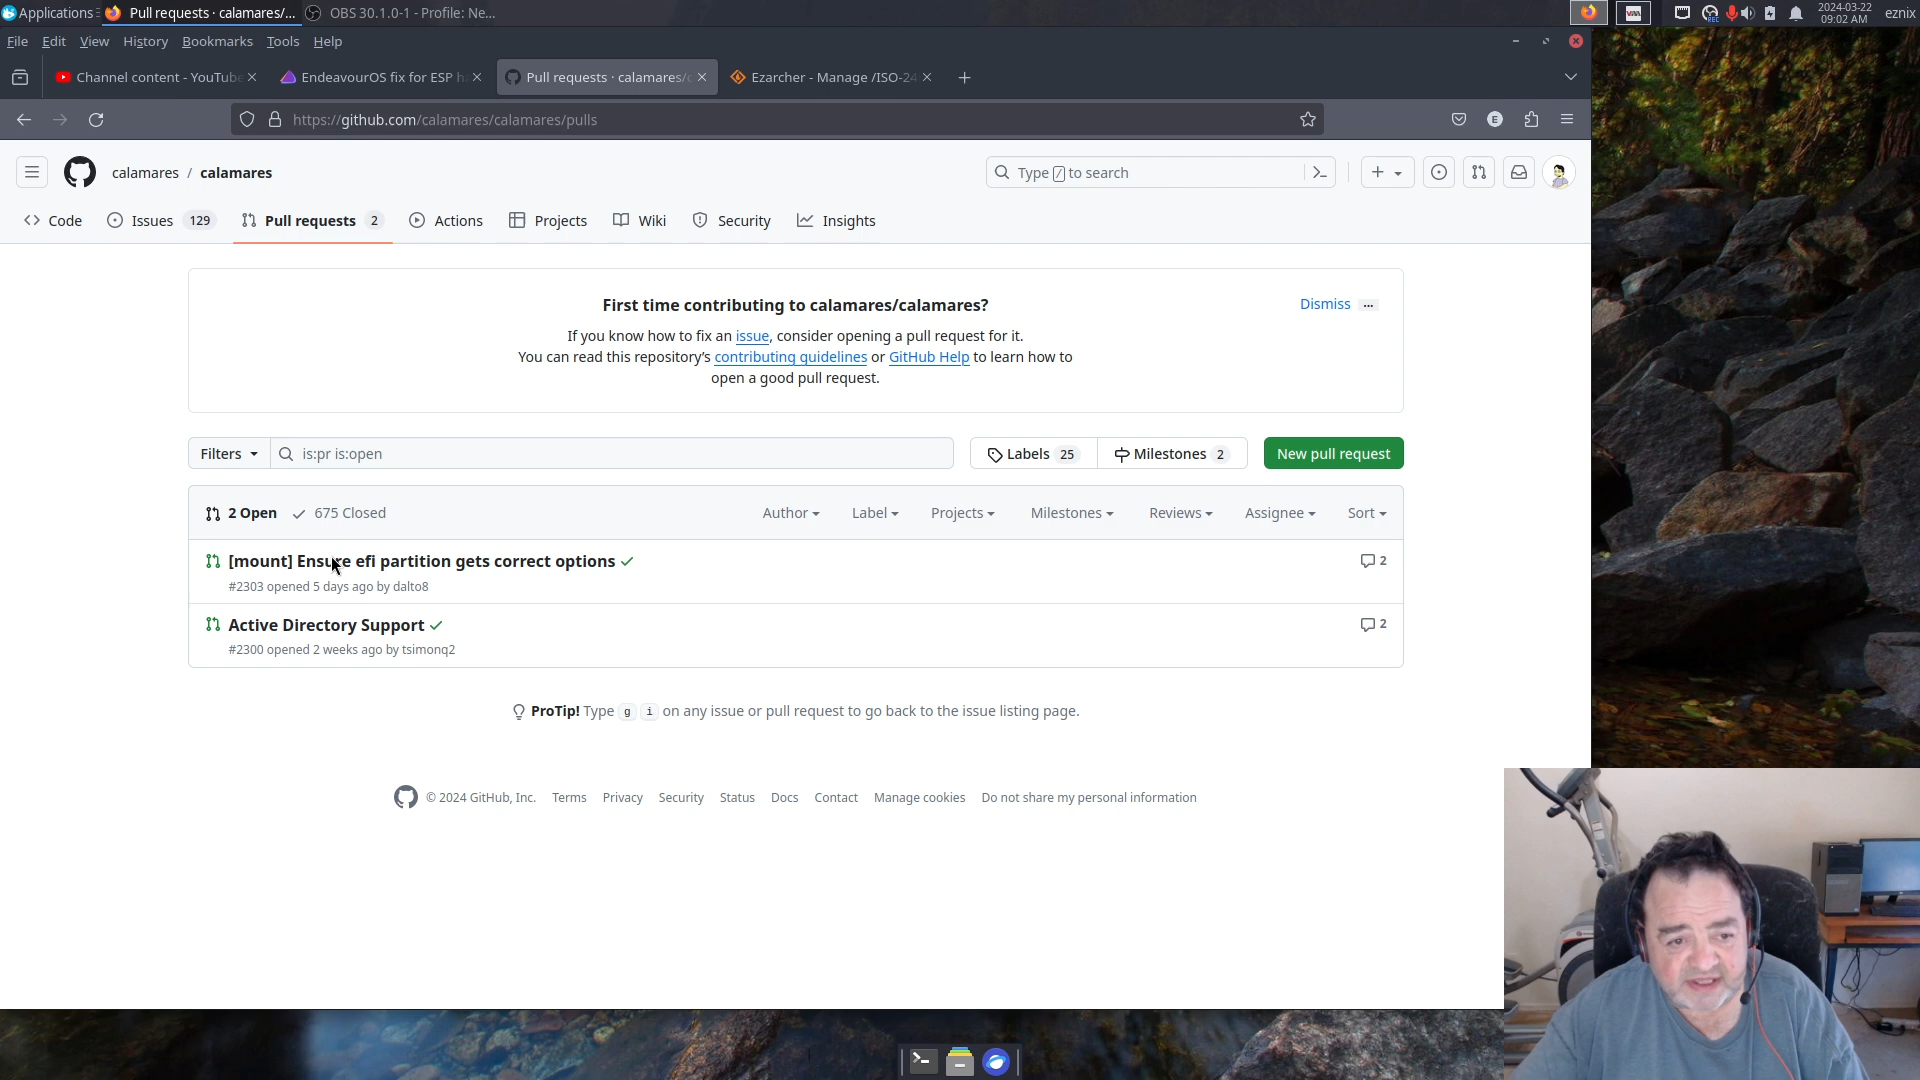 Applications
Pull requests · calamares/...
OBS 30.1.0-1 - Profile: Ne...
REC
2024-03-22
09:02 AM
eznix
File Edit View History Bookmarks Tools Help
Channel content - YouTube
EndeavourOS fix for ESP h
Pull requests · calamares/c
Ezarcher - Manage /ISO-24
https://github.com/calamares/calamares/pulls
E
calamares / calamares
Type / to search
Code
Issues 129
Pull requests 2
Actions
Projects
Wiki
Security
Insights
First time contributing to calamares/calamares?
Dismiss ...
If you know how to fix an issue, consider opening a pull request for it.
You can read this repository's contributing guidelines or GitHub Help to learn how to
open a good pull request.
Filters
is:pr is:open
Labels 25
Milestones 2
New pull request
2 Open
675 Closed
Author
Label
Projects
Milestones
Reviews
Assignee
Sort
[mount] Ensure efi partition gets correct options
2
#2303 opened 5 days ago by dalto8
Active Directory Support
2
#2300 opened 2 weeks ago by tsimonq2
ProTip! Type g i on any issue or pull request to go back to the issue listing page.
© 2024 GitHub, Inc. Terms Privacy Security Status Docs Contact Manage cookies Do not share my personal information